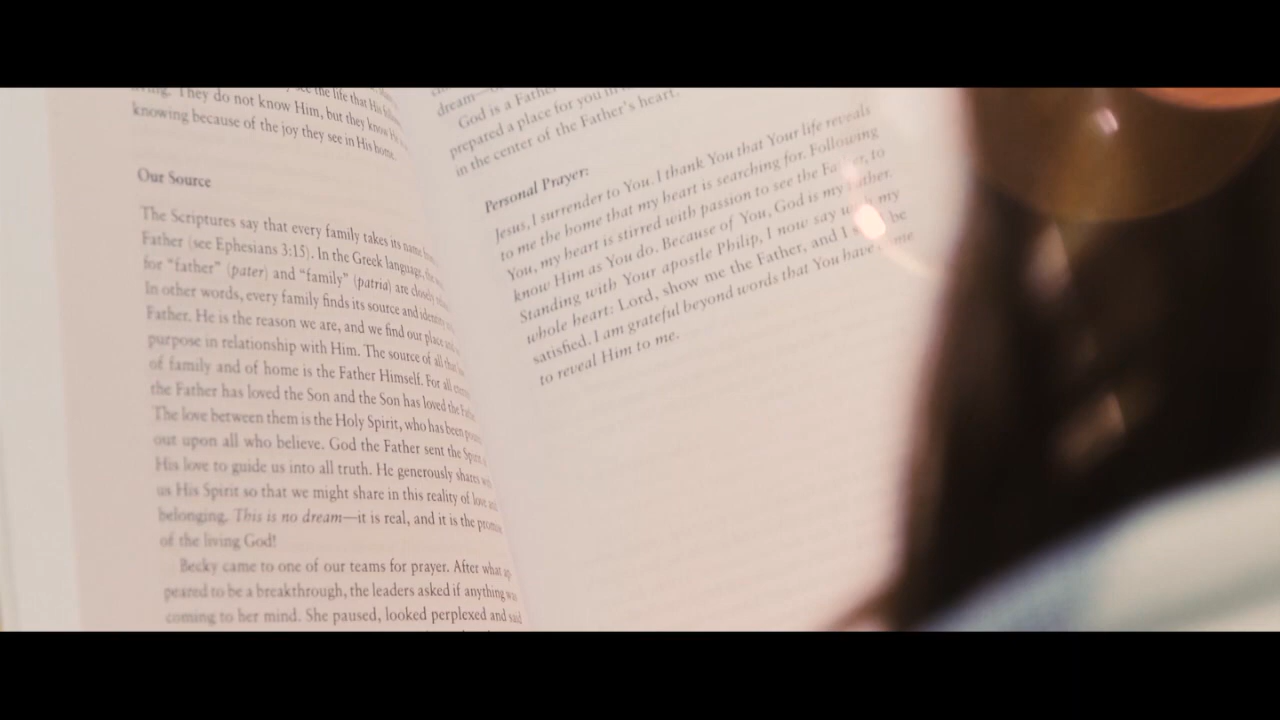 see the life that His
living. They do not know Him, but they know
knowing because of the joy they see in His home.
Our Source
The Scriptures say that every family takes its name
Father (see Ephesians 3:15). In the Greek language,
for “father” (pater) and “family” (patria) are closely
In other words, every family finds its source and identity
Father. He is the reason we are, and we find our place
purpose in relationship with Him. The source of all
of family and of home is the Father Himself. For all
the Father has loved the Son and the Son has loved the
The love between them is the Holy Spirit, who has been
out upon all who believe. God the Father sent the
His love to guide us into all truth. He generously shares
us His Spirit so that we might share in this reality of love
belonging. This is no dream—it is real, and it is the
of the living God!
Becky came to one of our teams for prayer. After what
peared to be a breakthrough, the leaders asked if anything
coming to her mind. She paused, looked perplexed and said
dream—
God is a Father
prepared a place for you in
in the center of the Father’s heart.
Personal Prayer:
Jesus, I surrender to You. I thank You that Your life reveals
to me the home that my heart is searching for. Following
You, my heart is stirred with passion to see the Father, to
know Him as You do. Because of You, God is my Father.
Standing with Your apostle Philip, I now say with my
whole heart: Lord, show me the Father, and I be
satisfied. I am grateful beyond words that You have come
to reveal Him to me.